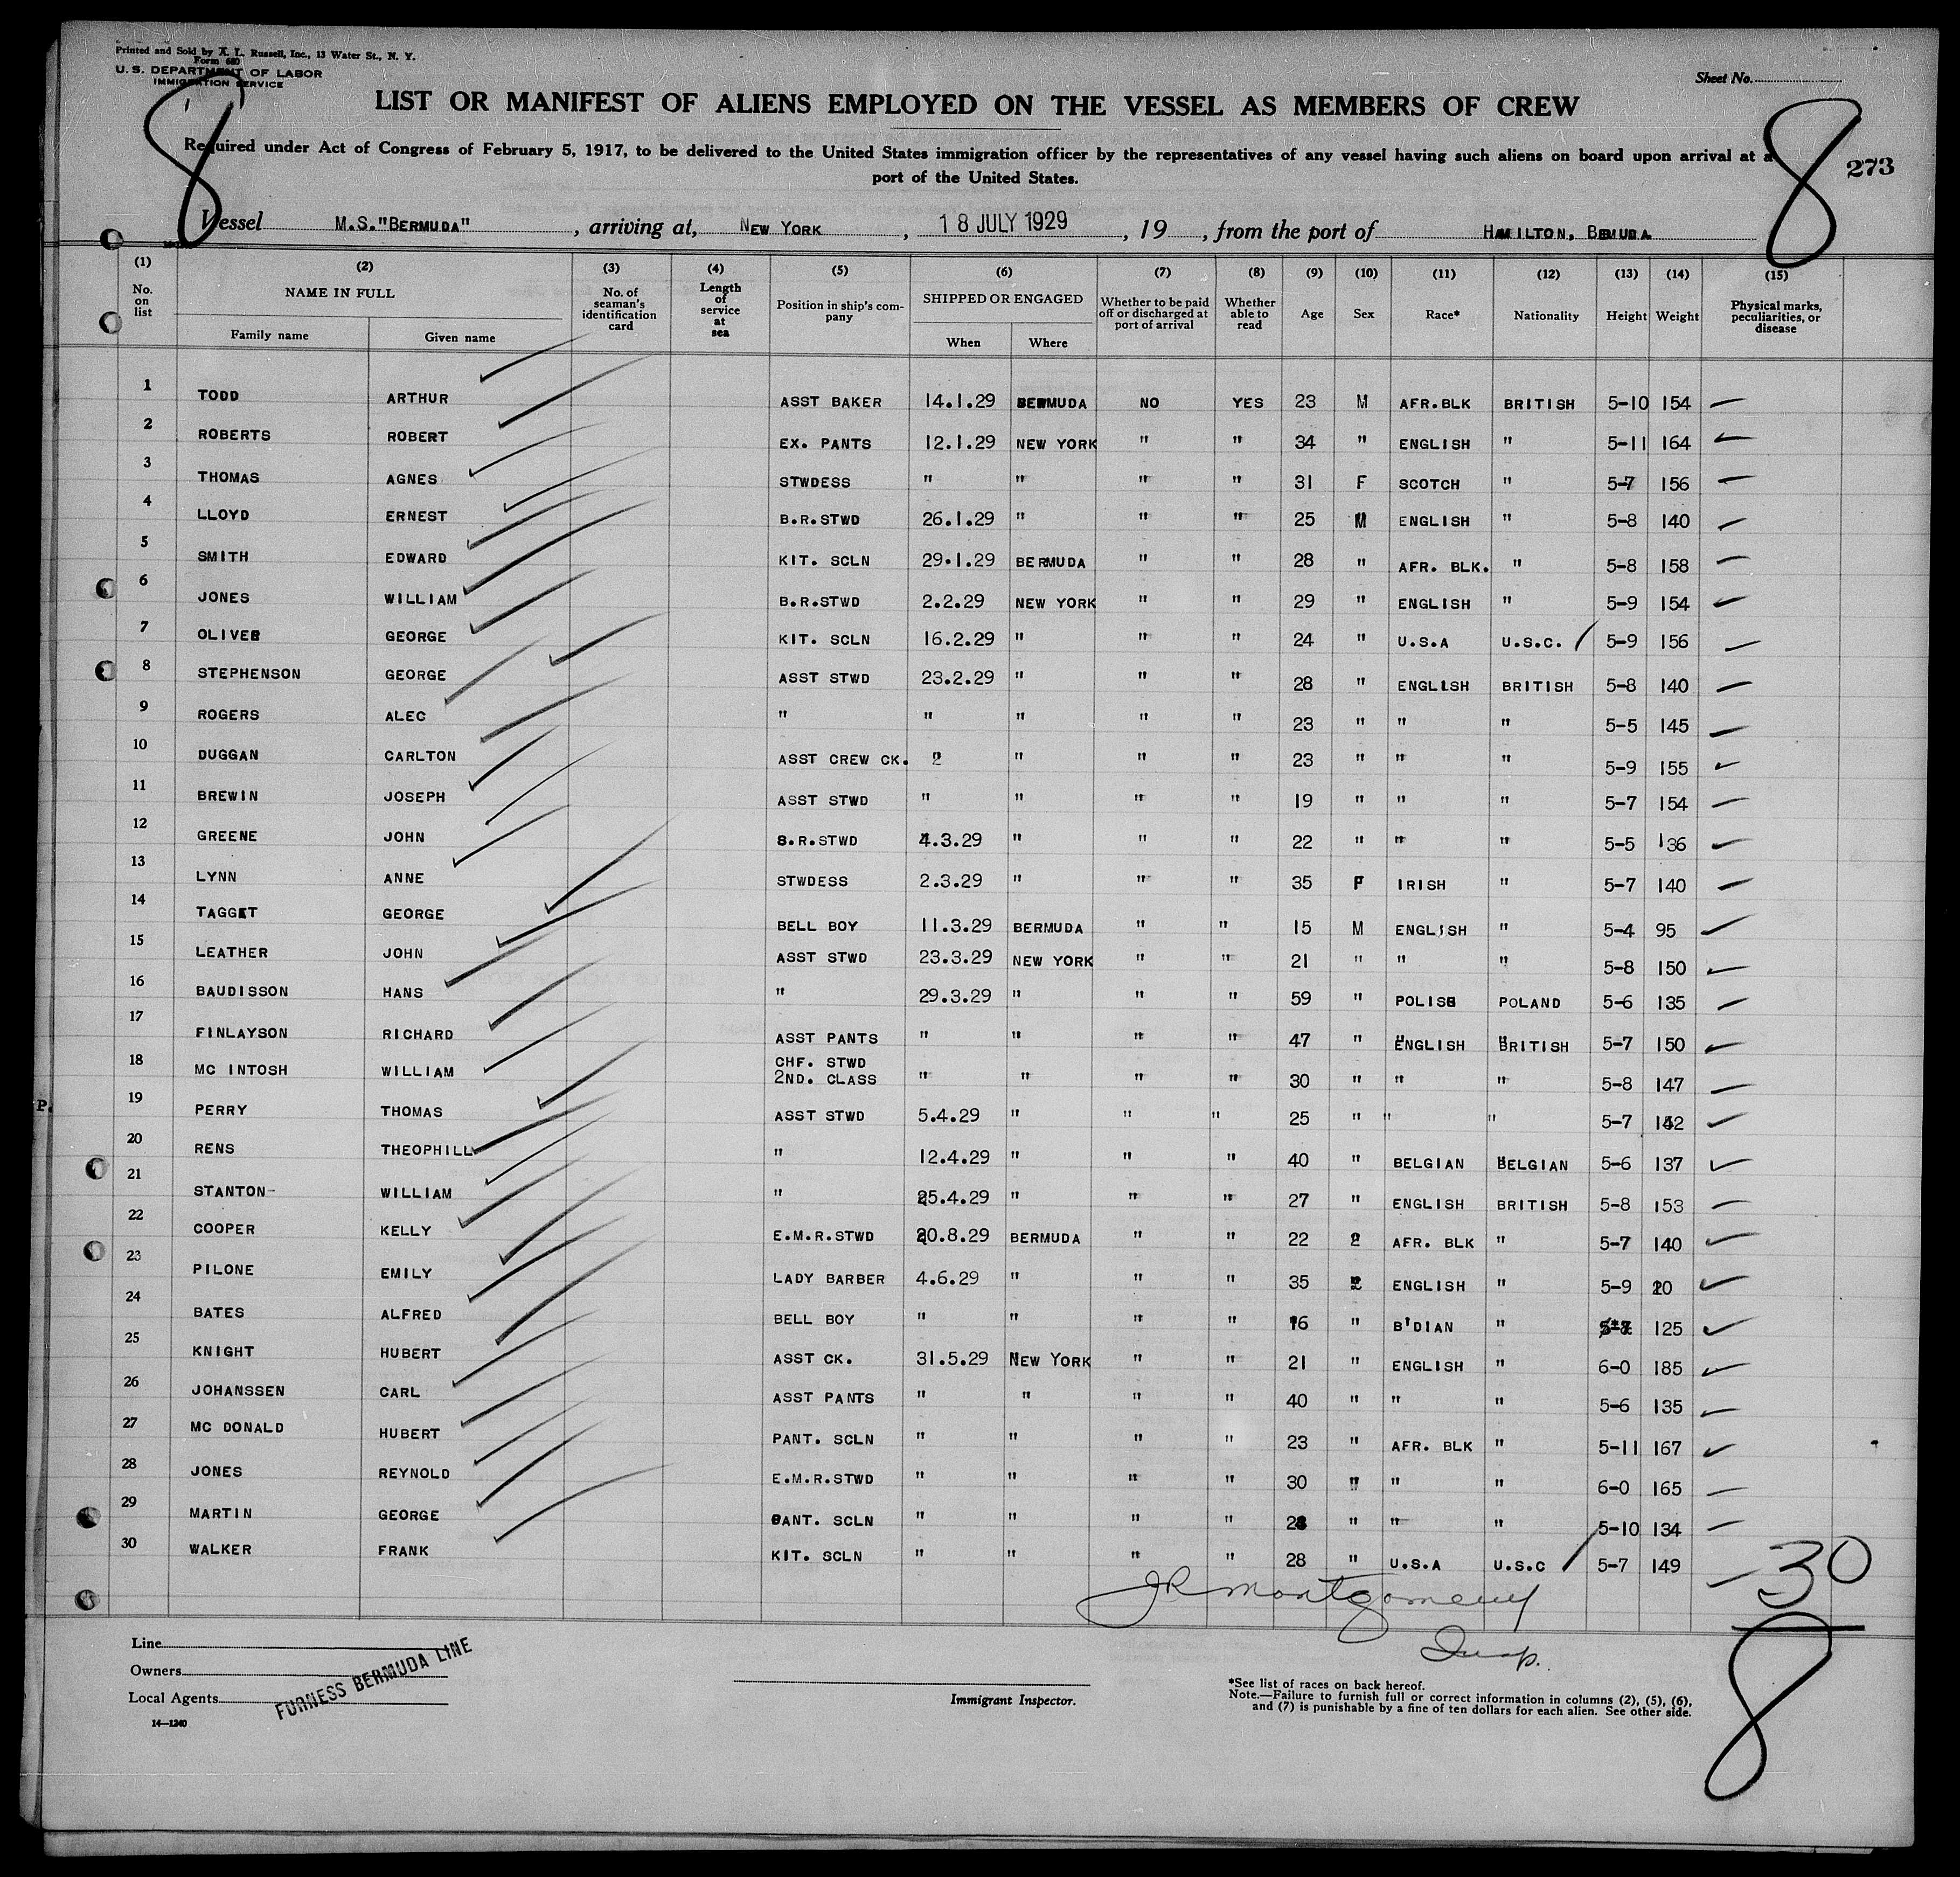 Printed and Sold by A. L. Russell, Inc., 13 Water St., N. Y.
Form 680
U. S. DEPARTMENT OF LABOR
IMMIGRATION SERVICE
Sheet No.
8
8
LIST OR MANIFEST OF ALIENS EMPLOYED ON THE VESSEL AS MEMBERS OF CREW
Required under Act of Congress of February 5, 1917, to be delivered to the United States immigration officer by the representatives of any vessel having such aliens on board upon arrival at a
port of the United States.
273
Vessel M.S."BERMUDA", arriving at, NEW YORK, 18 JULY 1929, 19, from the port of HAMILTON, BEMUDA
(1) (2) (3) (4) (5) (6) (7) (8) (9) (10) (11) (12) (13) (14) (15)
No. on list NAME IN FULL Family name Given name No. of seaman's identification card Length of service at sea Position in ship's company SHIPPED OR ENGAGED When Where Whether to be paid off or discharged at port of arrival Whether able to read Age Sex Race* Nationality Height Weight Physical marks, peculiarities, or disease
1 TODD ARTHUR ASST BAKER 14.1.29 BERMUDA NO YES 23 M AFR.BLK BRITISH 5-10 154
2 ROBERTS ROBERT EX. PANTS 12.1.29 NEW YORK " " 34 " ENGLISH " 5-11 164
3 THOMAS AGNES STWDESS " " " " 31 F SCOTCH " 5-7 156
4 LLOYD ERNEST B.R.STWD 26.1.29 " " " 25 M ENGLISH " 5-8 140
5 SMITH EDWARD KIT. SCLN 29.1.29 BERMUDA " " 28 " AFR. BLK. " 5-8 158
6 JONES WILLIAM B.R.STWD 2.2.29 NEW YORK " " 29 " ENGLISH " 5-9 154
7 OLIVER GEORGE KIT. SCLN 16.2.29 " " " 24 " U.S.A U.S.C. 5-9 156
8 STEPHENSON GEORGE ASST STWD 23.2.29 " " " 28 " ENGLISH BRITISH 5-8 140
9 ROGERS ALEC " " " " " 23 " " " 5-5 145
10 DUGGAN CARLTON ASST CREW CK. 2 " " " 23 " " " 5-9 155
11 BREWIN JOSEPH ASST STWD " " " " 19 " " " 5-7 154
12 GREENE JOHN B.R.STWD 4.3.29 " " " 22 " " " 5-5 136
13 LYNN ANNE STWDESS 2.3.29 " " " 35 F IRISH " 5-7 140
14 TAGGET GEORGE BELL BOY 11.3.29 BERMUDA " " 15 M ENGLISH " 5-4 95
15 LEATHER JOHN ASST STWD 23.3.29 NEW YORK " " 21 " " " 5-8 150
16 BAUDISSON HANS " 29.3.29 " " " 59 " POLISH POLAND 5-6 135
17 FINLAYSON RICHARD ASST PANTS " " " " 47 " ENGLISH BRITISH 5-7 150
18 MC INTOSH WILLIAM CHF. STWD 2ND. CLASS " " " " 30 " " " 5-8 147
19 PERRY THOMAS ASST STWD 5.4.29 " " " 25 " " " 5-7 142
20 RENS THEOPHILL " 12.4.29 " " " 40 " BELGIAN BELGIAN 5-6 137
21 STANTON WILLIAM " 25.4.29 " " " 27 " ENGLISH BRITISH 5-8 153
22 COOPER KELLY E.M.R.STWD 20.8.29 BERMUDA " " 22 2 AFR. BLK " 5-7 140
23 PILONE EMILY LADY BARBER 4.6.29 " " " 35 ENGLISH " 5-9
24 BATES ALFRED BELL BOY " " " " 16 " B'DIAN " 125
25 KNIGHT HUBERT ASST CK. 31.5.29 NEW YORK " " 21 " ENGLISH " 6-0 185
26 JOHANSSEN CARL ASST PANTS " " " " 40 " " " 5-6 135
27 MC DONALD HUBERT PANT. SCLN " " " " 23 " AFR. BLK " 5-11 167
28 JONES REYNOLD E.M.R.STWD " " " " 30 " " " 6-0 165
29 MARTIN GEORGE PANT. SCLN " " " " " " " 5-10 134
30 WALKER FRANK KIT. SCLN " " " " 28 " U.S.A U.S.C 5-7 149
P.
30
JR Montgomery
Insp.
8
Line
Owners
Local Agents
FURNESS BERMUDA LINE
14—1240
Immigrant Inspector.
*See list of races on back hereof.
Note.—Failure to furnish full or correct information in columns (2), (5), (6),
and (7) is punishable by a fine of ten dollars for each alien. See other side.